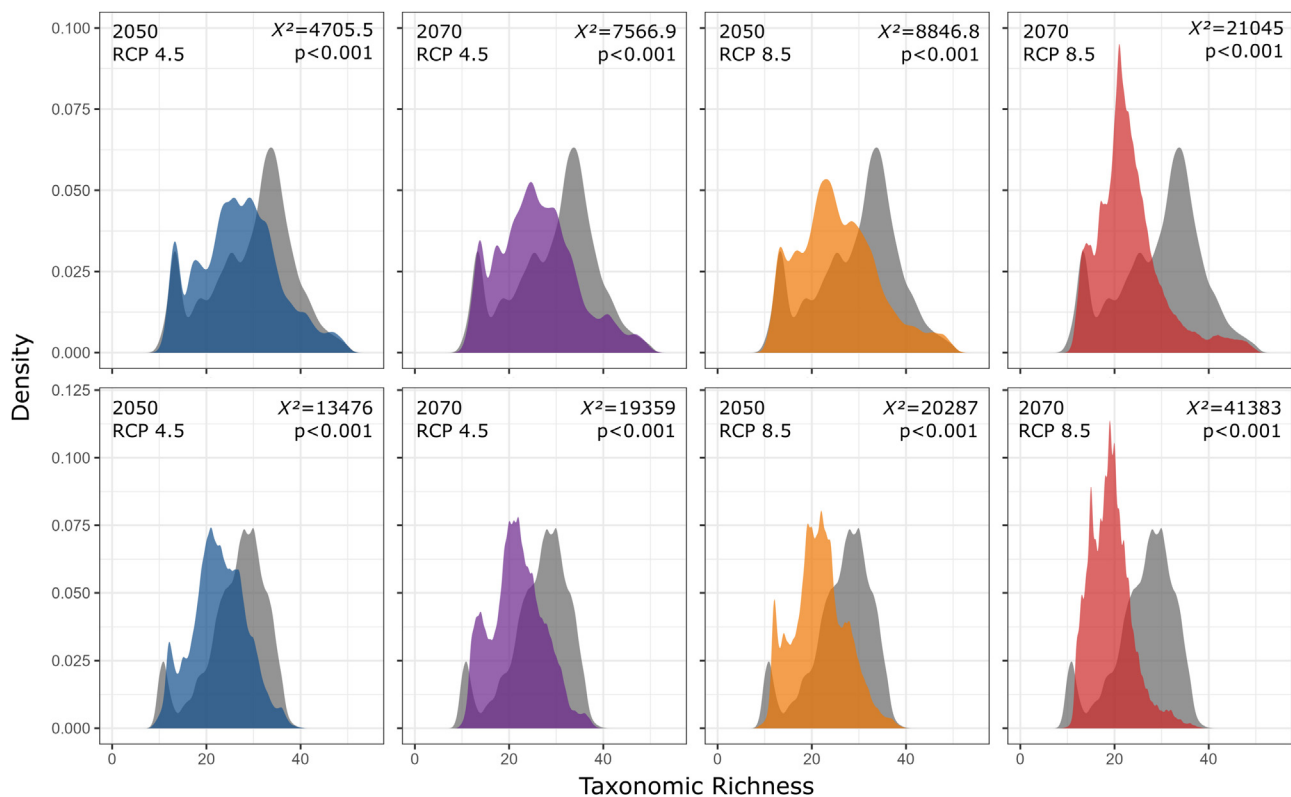 2050
RCP 4.5
X²=4705.5
p<0.001
2070
RCP 4.5
X²=7566.9
p<0.001
2050
RCP 8.5
X²=8846.8
p<0.001
2070
RCP 8.5
X²=21045
p<0.001
0.100
0.075
0.050
0.025
0.000
Density
2050
RCP 4.5
X²=13476
p<0.001
2070
RCP 4.5
X²=19359
p<0.001
2050
RCP 8.5
X²=20287
p<0.001
2070
RCP 8.5
X²=41383
p<0.001
0.125
0.100
0.075
0.050
0.025
0.000
0 20 40 0 20 40 0 20 40 0 20 40
Taxonomic Richness